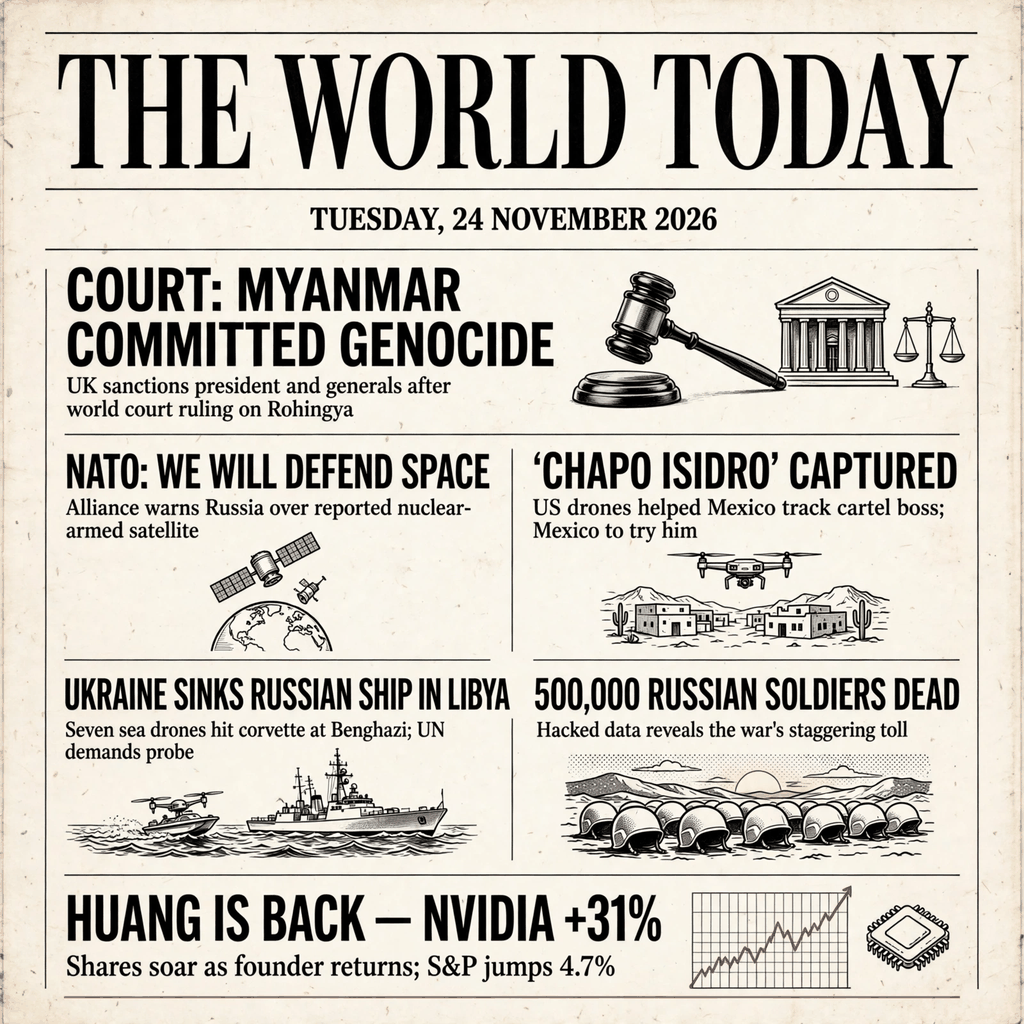 THE WORLD TODAY
TUESDAY, 24 NOVEMBER 2026
COURT: MYANMAR
COMMITTED GENOCIDE
UK sanctions president and generals after
world court ruling on Rohingya
NATO: WE WILL DEFEND SPACE
Alliance warns Russia over reported nuclear-
armed satellite
‘CHAPO ISIDRO’ CAPTURED
US drones helped Mexico track cartel boss;
Mexico to try him
UKRAINE SINKS RUSSIAN SHIP IN LIBYA
Seven sea drones hit corvette at Benghazi; UN
demands probe
500,000 RUSSIAN SOLDIERS DEAD
Hacked data reveals the war's staggering toll
HUANG IS BACK — NVIDIA +31%
Shares soar as founder returns; S&P jumps 4.7%